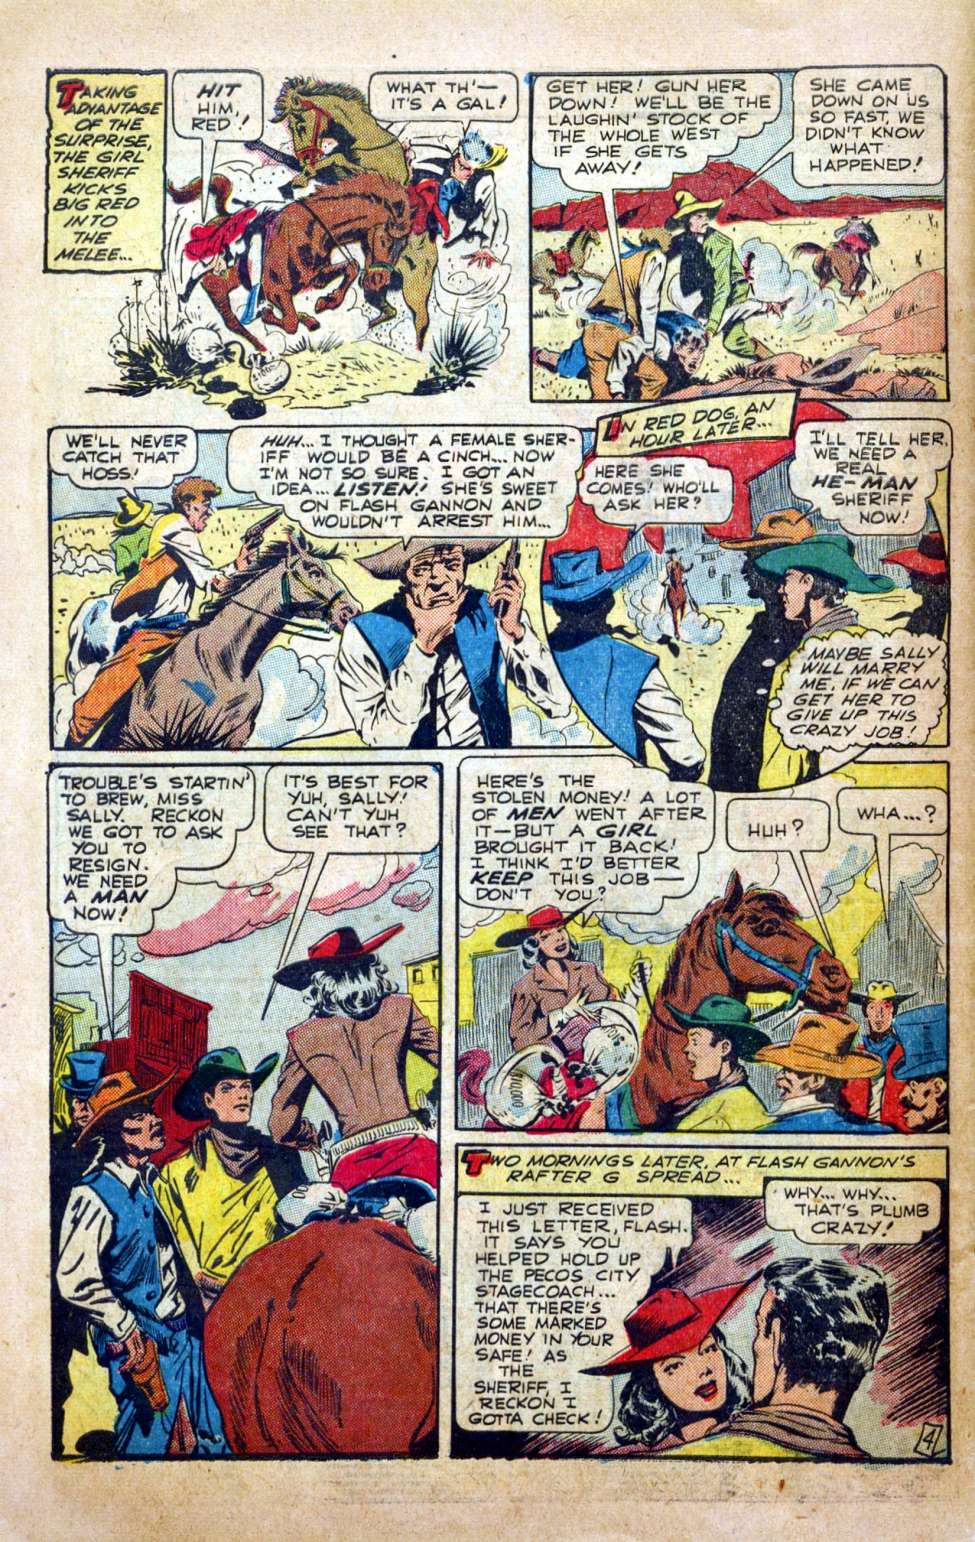 TAKING
ADVANTAGE
OF THE
SURPRISE,
THE GIRL
SHERIFF
KICKS
BIG RED
INTO
THE
MELEE...
HIT
HIM,
RED!
WHAT TH'—
IT'S A GAL!
GET HER! GUN HER
DOWN! WE'LL BE THE
LAUGHIN' STOCK OF
THE WHOLE WEST
IF SHE GETS
AWAY!
SHE CAME
DOWN ON US
SO FAST, WE
DIDN'T KNOW
WHAT
HAPPENED!
WE'LL NEVER
CATCH THAT
HOSS!
HUH... I THOUGHT A FEMALE SHER-
IFF WOULD BE A CINCH... NOW
I'M NOT SO SURE. I GOT AN
IDEA... LISTEN! SHE'S SWEET
ON FLASH GANNON AND
WOULDN'T ARREST HIM...
IN RED DOG, AN
HOUR LATER...
HERE SHE
COMES! WHO'LL
ASK HER?
I'LL TELL HER.
WE NEED A
REAL
HE-MAN
SHERIFF
NOW!
MAYBE SALLY
WILL MARRY
ME, IF WE CAN
GET HER TO
GIVE UP THIS
CRAZY JOB!
TROUBLE'S STARTIN'
TO BREW, MISS
SALLY. RECKON
WE GOT TO ASK
YOU TO
RESIGN.
WE NEED
A MAN
NOW!
IT'S BEST FOR
YUH, SALLY!
CAN'T YUH
SEE THAT?
HERE'S THE
STOLEN MONEY! A LOT
OF MEN WENT AFTER
IT—BUT A GIRL
BROUGHT IT BACK!
I THINK I'D BETTER
KEEP THIS JOB—
DON'T YOU?
HUH?
WHA...?
TWO MORNINGS LATER, AT FLASH GANNON'S
RAFTER G SPREAD...
I JUST RECEIVED
THIS LETTER, FLASH.
IT SAYS YOU
HELPED HOLD UP
THE PECOS CITY
STAGECOACH...
THAT THERE'S
SOME MARKED
MONEY IN YOUR
SAFE! AS
THE
SHERIFF, I
RECKON I
GOTTA CHECK!
WHY... WHY...
THAT'S PLUMB
CRAZY!
4